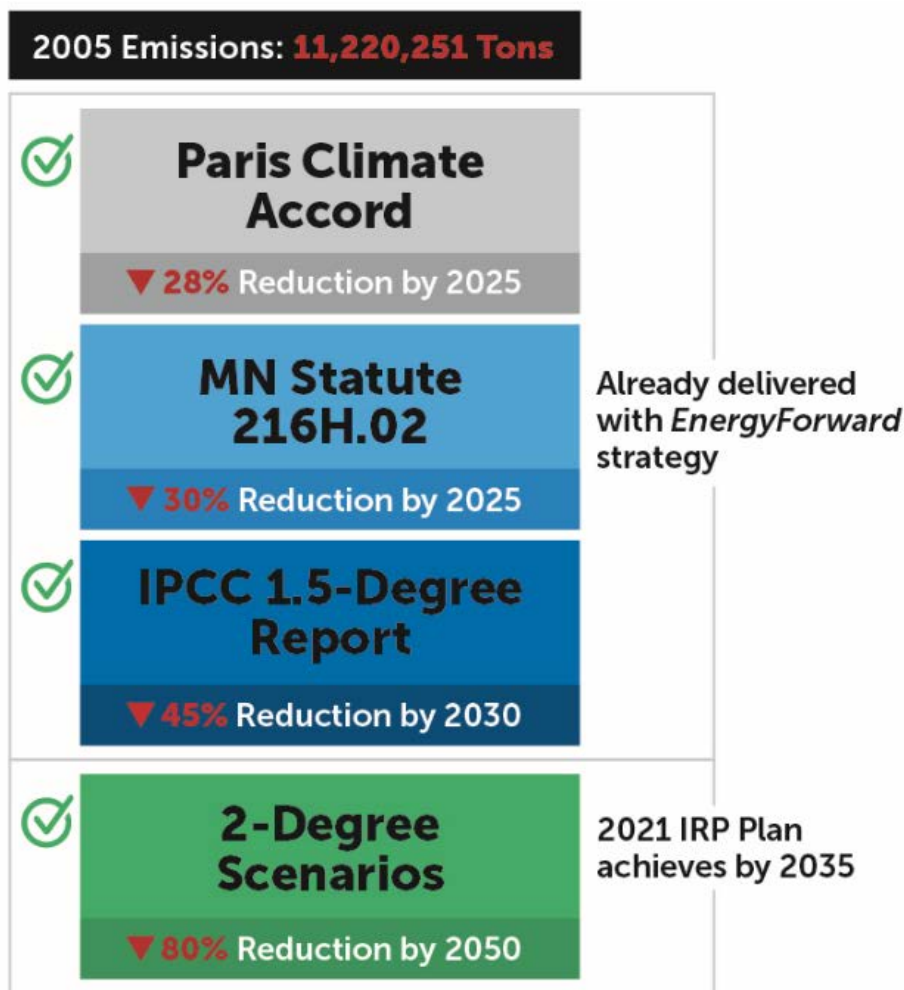 2005 Emissions: 11,220,251 Tons
Paris Climate
Accord
▼ 28% Reduction by 2025
MN Statute
216H.02
▼ 30% Reduction by 2025
Already delivered
with EnergyForward
strategy
IPCC 1.5-Degree
Report
▼ 45% Reduction by 2030
2-Degree
Scenarios
▼ 80% Reduction by 2050
2021 IRP Plan
achieves by 2035